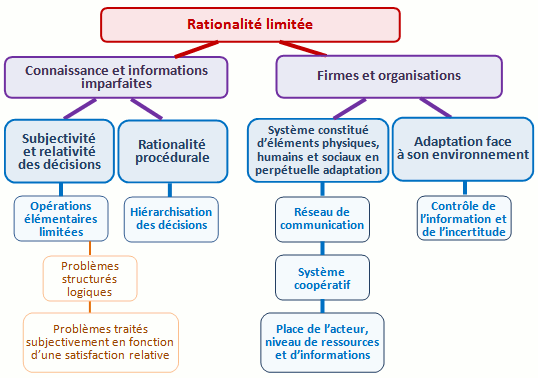 Rationalité limitée
Connaissance et informations
imparfaites
Firmes et organisations
Subjectivité
et relativité
des décisions
Rationalité
procédurale
Système constitué
d'éléments physiques,
humains et sociaux en
perpétuelle adaptation
Adaptation face
à son environnement
Opérations
élémentaires
limitées
Hiérarchisation
des décisions
Réseau de
communication
Contrôle de
l'information et
de l'incertitude
Problèmes
structurés
logiques
Système
coopératif
Problèmes traités
subjectivement en fonction
d'une satisfaction relative
Place de l'acteur,
niveau de ressources
et d'informations